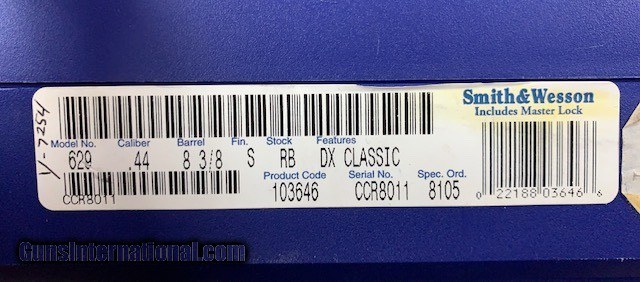 Y-7254
Smith&Wesson
Includes Master Lock
Model No. Caliber Barrel Fin. Stock Features
629 .44 8 3/8 S RB DX CLASSIC
Product Code Serial No. Spec. Ord.
CCR8011 103646 CCR8011 8105
0 22188 03646 6
GunsInternational.com